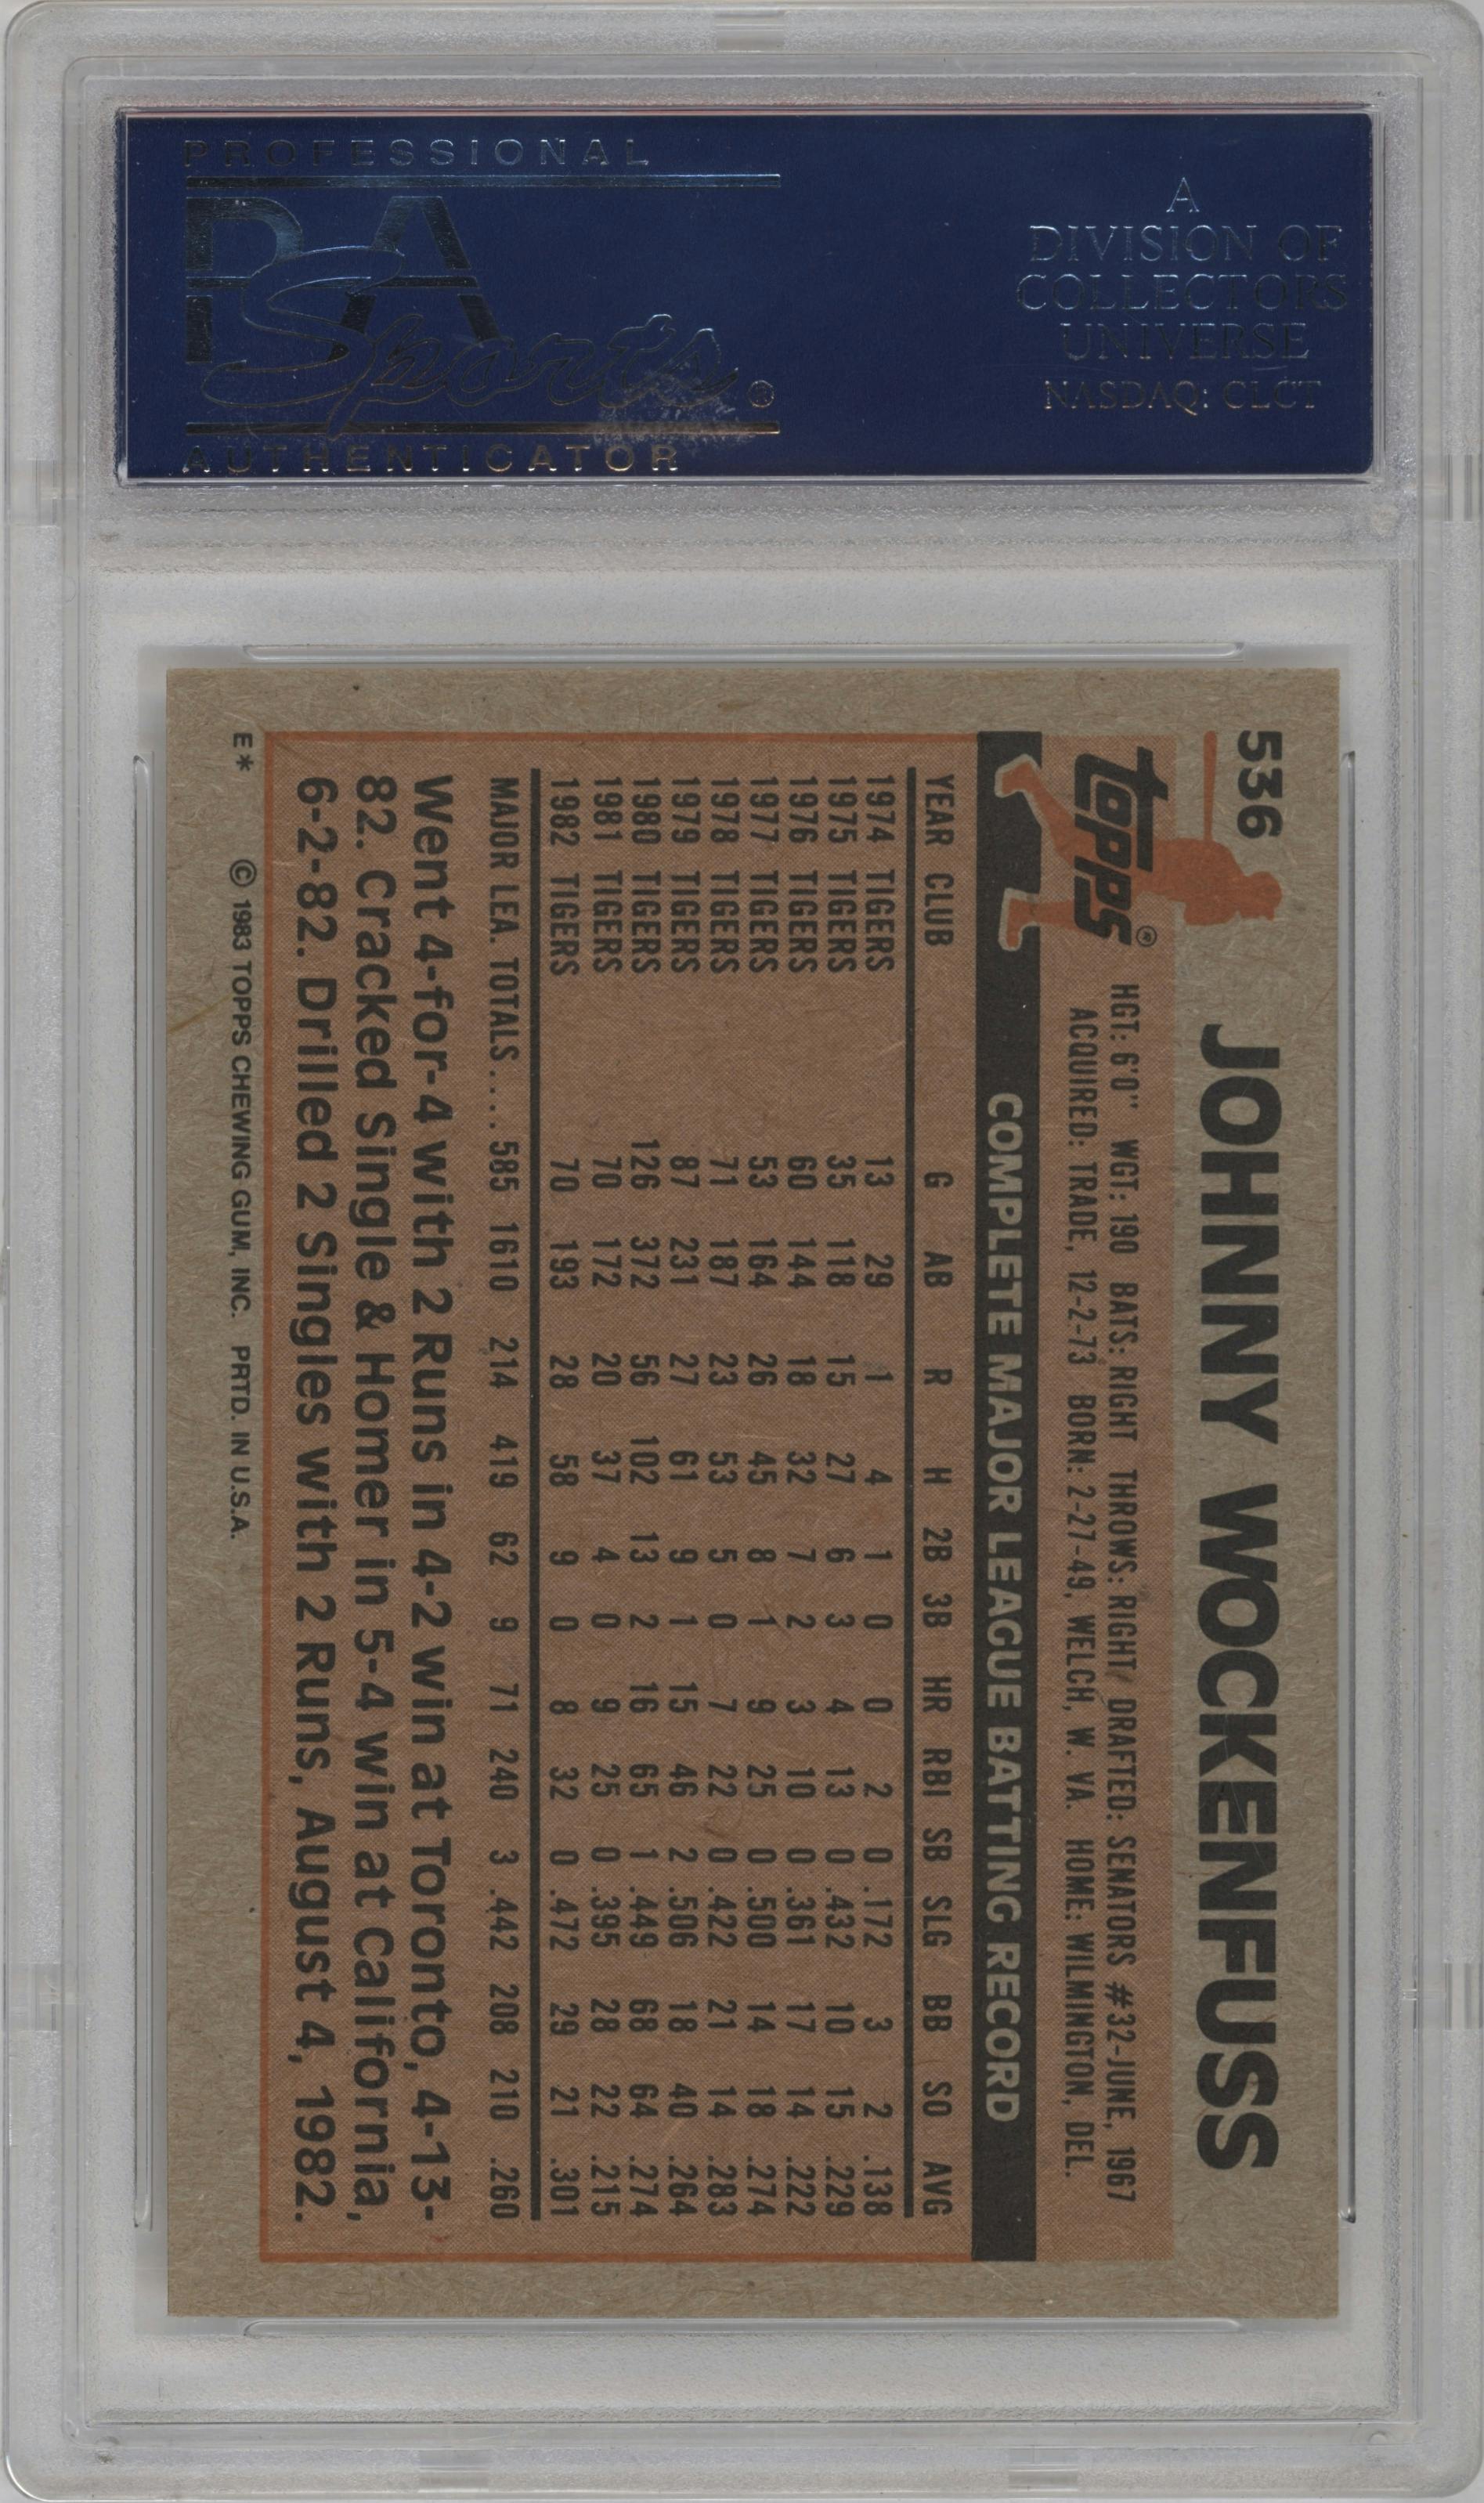 PROFESSIONAL
PSA
Sports®
AUTHENTICATOR
A
DIVISION OF
COLLECTORS
UNIVERSE
NASDAQ: CLCT
536 JOHNNY WOCKENFUSS
Topps®
HGT: 6'0" WGT: 190 BATS: RIGHT THROWS: RIGHT/ DRAFTED: SENATORS #32-JUNE, 1967
ACQUIRED: TRADE, 12-2-73 BORN: 2-27-49, WELCH, W. VA. HOME: WILMINGTON, DEL.
COMPLETE MAJOR LEAGUE BATTING RECORD
YEAR CLUB G AB R H 2B 3B HR RBI SB SLG BB SO AVG
1974 TIGERS 13 29 1 4 1 0 0 2 0 .172 3 2 .138
1975 TIGERS 35 118 15 27 6 3 4 13 0 .432 10 15 .229
1976 TIGERS 60 144 18 32 7 2 3 10 0 .361 17 14 .222
1977 TIGERS 53 164 26 45 8 1 9 25 0 .500 14 18 .274
1978 TIGERS 71 187 23 53 5 0 7 22 0 .422 21 14 .283
1979 TIGERS 87 231 27 61 9 1 15 46 2 .506 18 40 .264
1980 TIGERS 126 372 56 102 13 2 16 65 1 .449 68 64 .274
1981 TIGERS 70 172 20 37 4 0 9 25 0 .395 28 22 .215
1982 TIGERS 70 193 28 58 9 0 8 32 0 .472 29 21 .301
MAJOR LEA. TOTALS.... 585 1610 214 419 62 9 71 240 3 .442 208 210 .260
Went 4-for-4 with 2 Runs in 4-2 win at Toronto, 4-13-
82. Cracked Single & Homer in 5-4 win at California,
6-2-82. Drilled 2 Singles with 2 Runs, August 4, 1982.
E* © 1983 TOPPS CHEWING GUM, INC. PRTD. IN U.S.A.